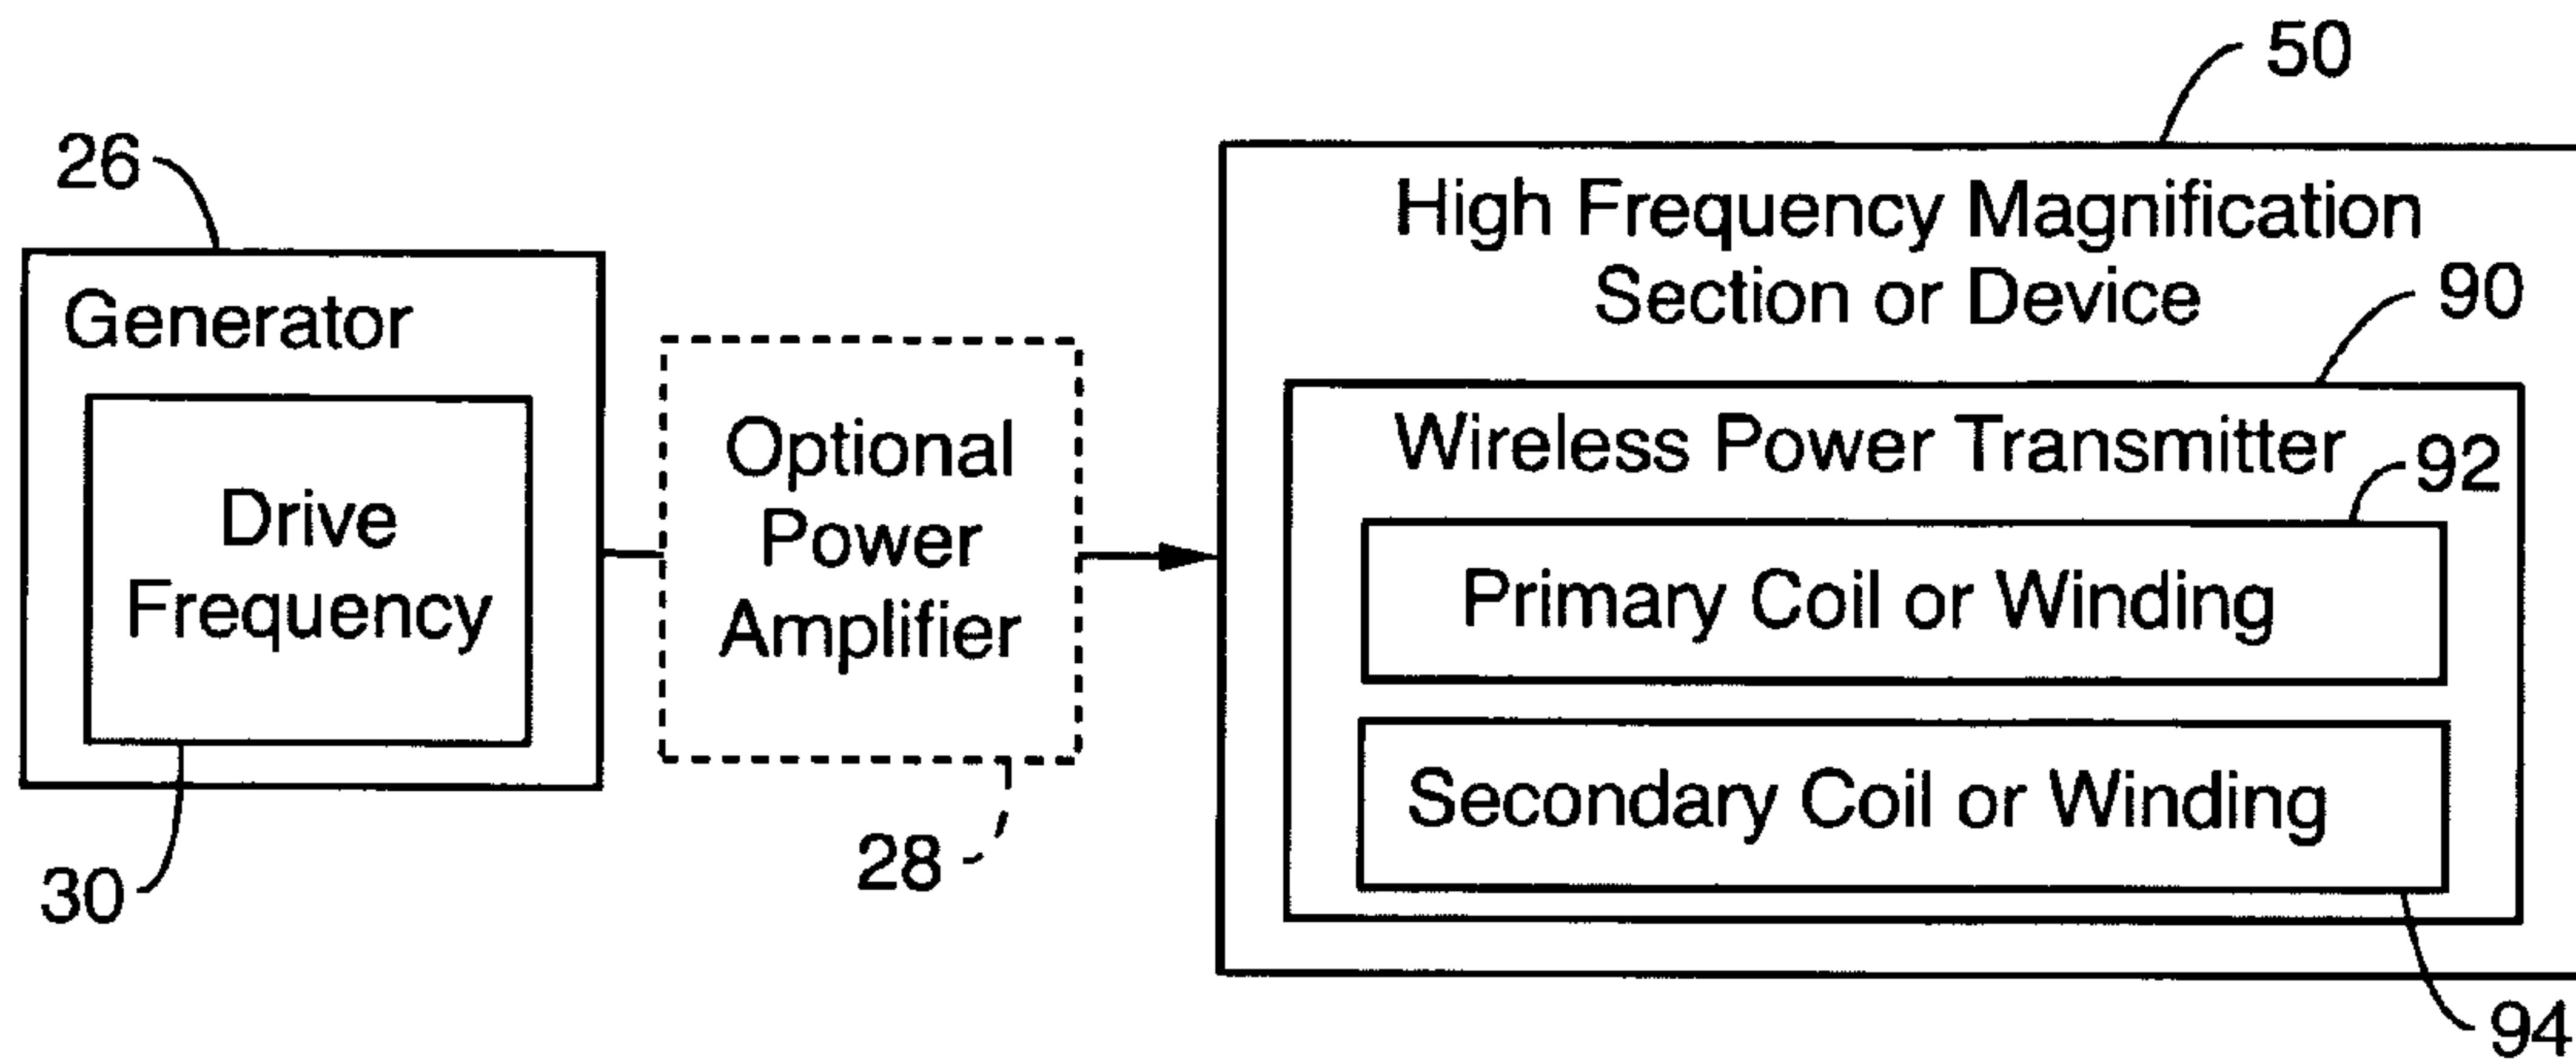 50
26
High Frequency Magnification
Section or Device
90
Generator
Wireless Power Transmitter
92
Optional
Power
Amplifier
Drive
Frequency
Primary Coil or Winding
Secondary Coil or Winding
28
30
94